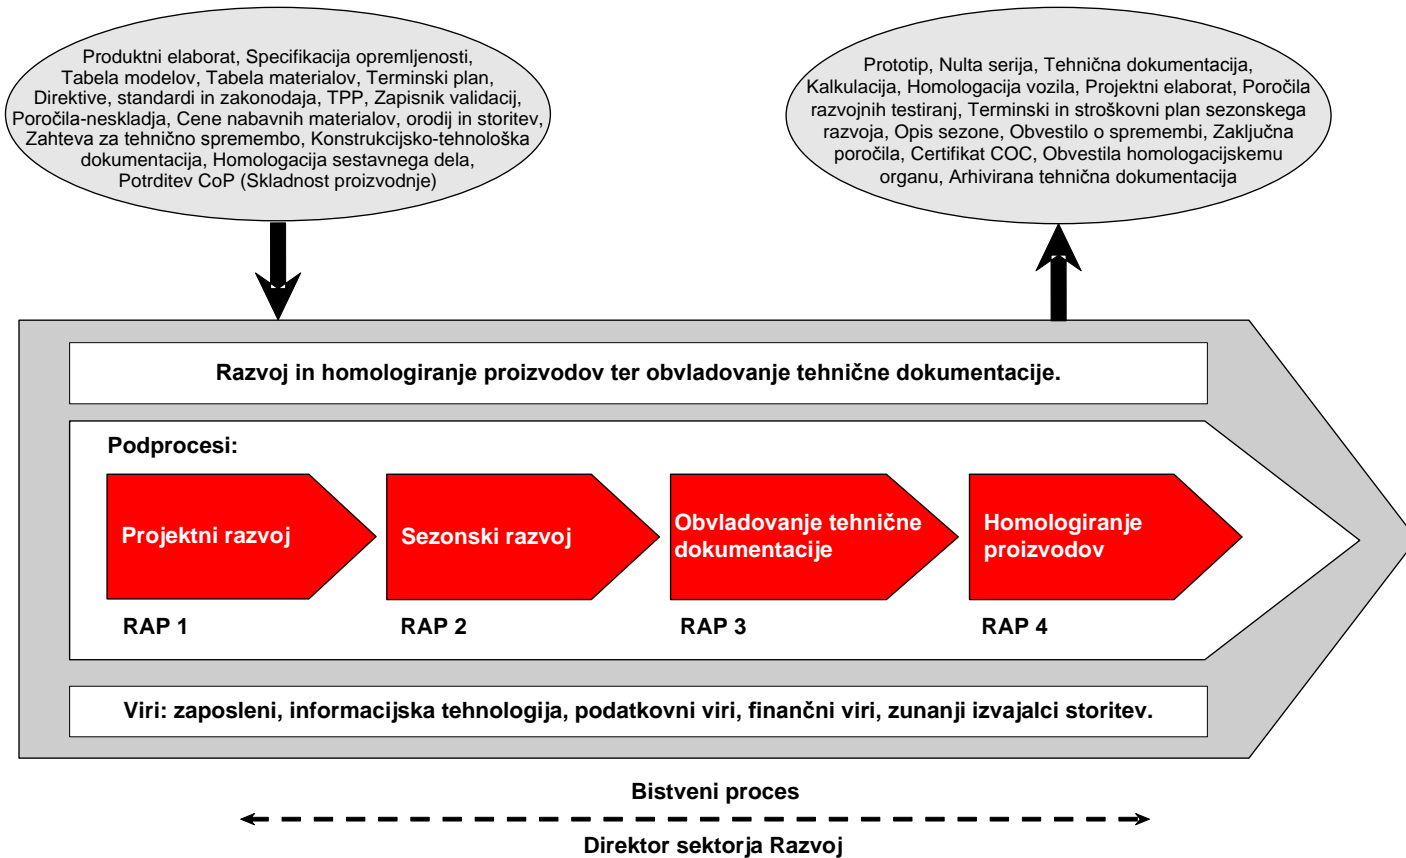 Produktni elaborat, Specifikacija opremljenosti,
Tabela modelov, Tabela materialov, Terminski plan,
Direktive, standardi in zakonodaja, TPP, Zapisnik validacij,
Poročila-neskladja, Cene nabavnih materialov, orodij in storitev,
Zahteva za tehnično spremembo, Konstrukcijsko-tehnološka
dokumentacija, Homologacija sestavnega dela,
Potrditev CoP (Skladnost proizvodnje)
Prototip, Nulta serija, Tehnična dokumentacija,
Kalkulacija, Homologacija vozila, Projektni elaborat, Poročila
razvojnih testiranj, Terminski in stroškovni plan sezonskega
razvoja, Opis sezone, Obvestilo o spremembi, Zaključna
poročila, Certifikat COC, Obvestila homologacijskemu
organu, Arhivirana tehnična dokumentacija
Razvoj in homologiranje proizvodov ter obvladovanje tehnične dokumentacije.
Podprocesi:
Projektni razvoj
Sezonski razvoj
Obvladovanje tehnične
dokumentacije
Homologiranje
proizvodov
RAP 1
RAP 2
RAP 3
RAP 4
Viri: zaposleni, informacijska tehnologija, podatkovni viri, finančni viri, zunanji izvajalci storitev.
Bistveni proces
Direktor sektorja Razvoj